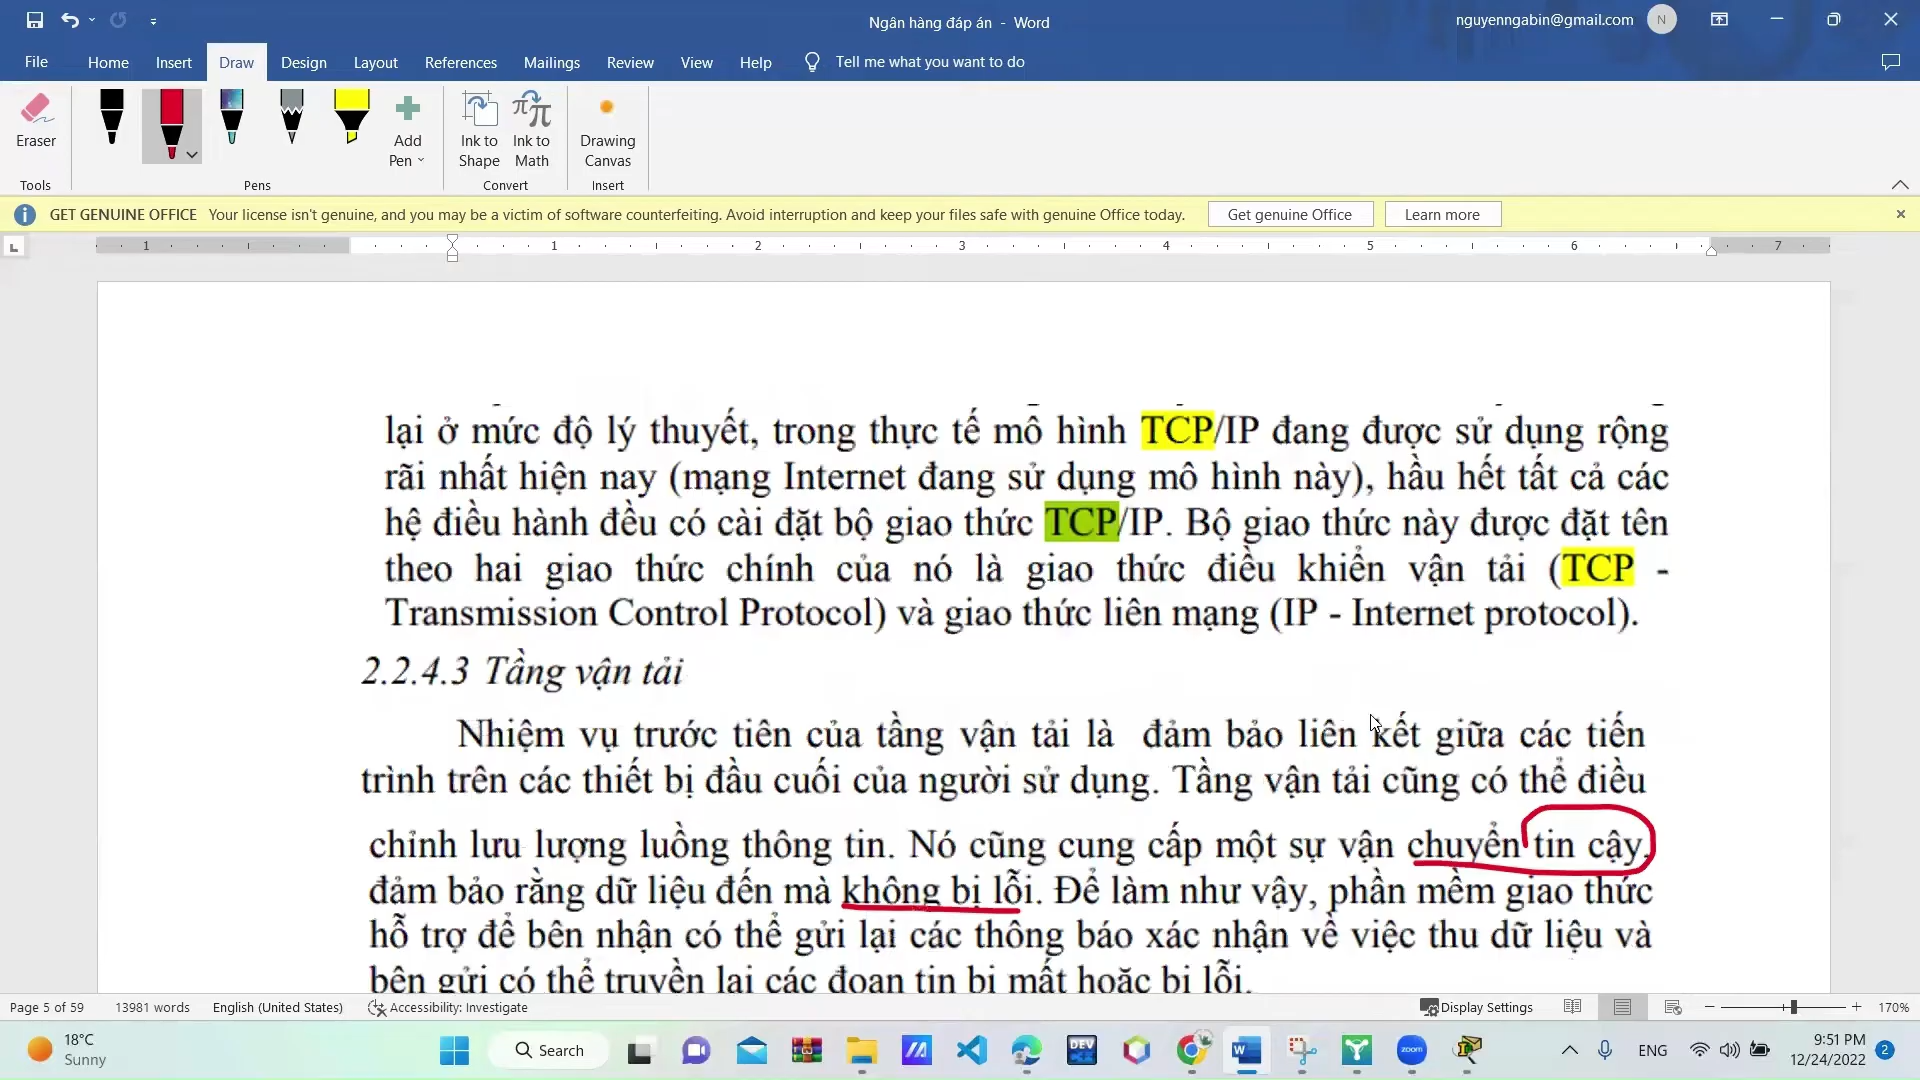 Ngân hàng đáp án - Word
nguyenngabin@gmail.com
N
File
Home
Insert
Draw
Design
Layout
References
Mailings
Review
View
Help
Tell me what you want to do
Eraser
Add
Pen
Ink to
Shape
Ink to
Math
Drawing
Canvas
Tools
Pens
Convert
Insert
GET GENUINE OFFICE Your license isn't genuine, and you may be a victim of software counterfeiting. Avoid interruption and keep your files safe with genuine Office today.
Get genuine Office
Learn more
1 1 2 3 4 5 6 7
lại ở mức độ lý thuyết, trong thực tế mô hình TCP/IP đang được sử dụng rộng
rãi nhất hiện nay (mạng Internet đang sử dụng mô hình này), hầu hết tất cả các
hệ điều hành đều có cài đặt bộ giao thức TCP/IP. Bộ giao thức này được đặt tên
theo hai giao thức chính của nó là giao thức điều khiển vận tải (TCP -
Transmission Control Protocol) và giao thức liên mạng (IP - Internet protocol).
2.2.4.3 Tầng vận tải
Nhiệm vụ trước tiên của tầng vận tải là đảm bảo liên kết giữa các tiến
trình trên các thiết bị đầu cuối của người sử dụng. Tầng vận tải cũng có thể điều
chỉnh lưu lượng luồng thông tin. Nó cũng cung cấp một sự vận chuyển tin cậy,
đảm bảo rằng dữ liệu đến mà không bị lỗi. Để làm như vậy, phần mềm giao thức
hỗ trợ để bên nhận có thể gửi lại các thông báo xác nhận về việc thu dữ liệu và
bên gửi có thể truyền lại các đoạn tin bị mất hoặc bị lỗi.
Page 5 of 59
13981 words
English (United States)
Accessibility: Investigate
Display Settings
170%
18°C
Sunny
Search
DEV
zoom
ENG
9:51 PM
12/24/2022
2